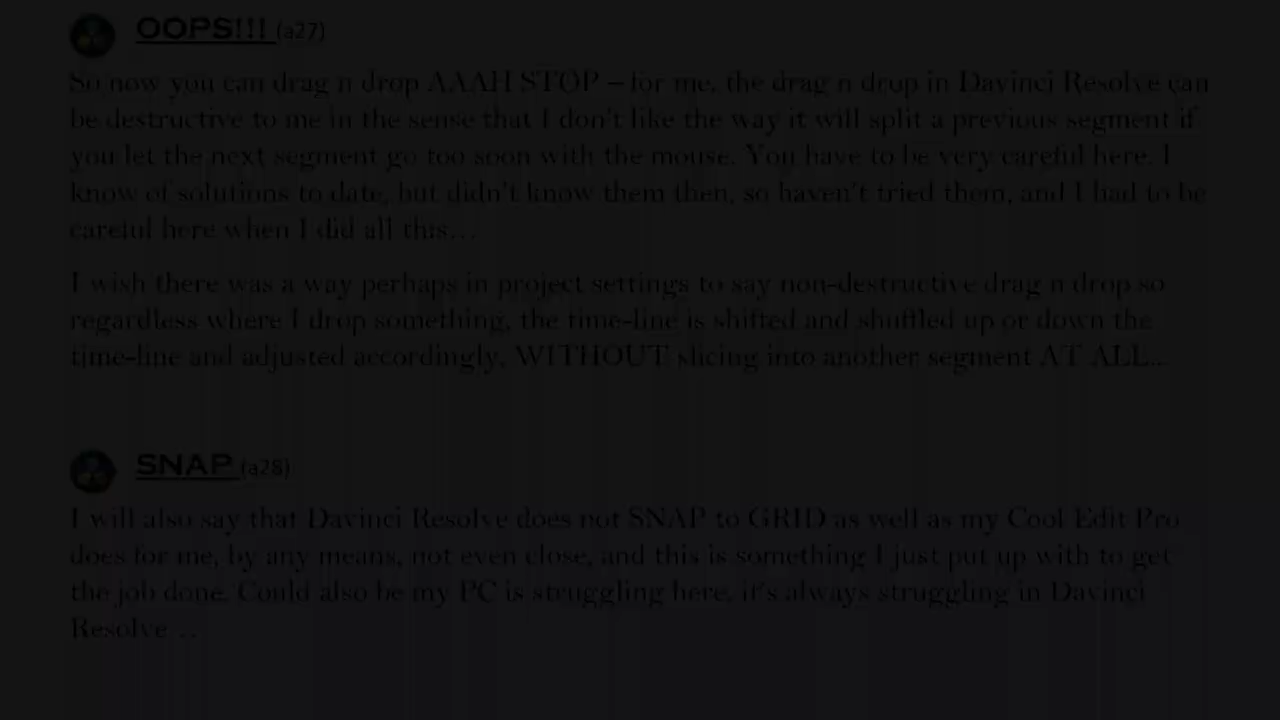 OOPS!!! (a27)
So now you can drag n drop AAAH STOP – for me, the drag n drop in Davinci Resolve can
be destructive to me in the sense that I don't like the way it will split a previous segment if
you let the next segment go too soon with the mouse. You have to be very careful here. I
know of solutions to date, but didn't know them then, so haven't tried them, and I had to be
careful here when I did all this…
I wish there was a way perhaps in project settings to say non-destructive drag n drop so
regardless where I drop something, the time-line is shifted and shuffled up or down the
time-line and adjusted accordingly, WITHOUT slicing into another segment AT ALL..
SNAP (a28)
I will also say that Davinci Resolve does not SNAP to GRID as well as my Cool Edit Pro
does for me, by any means, not even close, and this is something I just put up with to get
the job done. Could also be my PC is struggling here, it's always struggling in Davinci
Resolve…